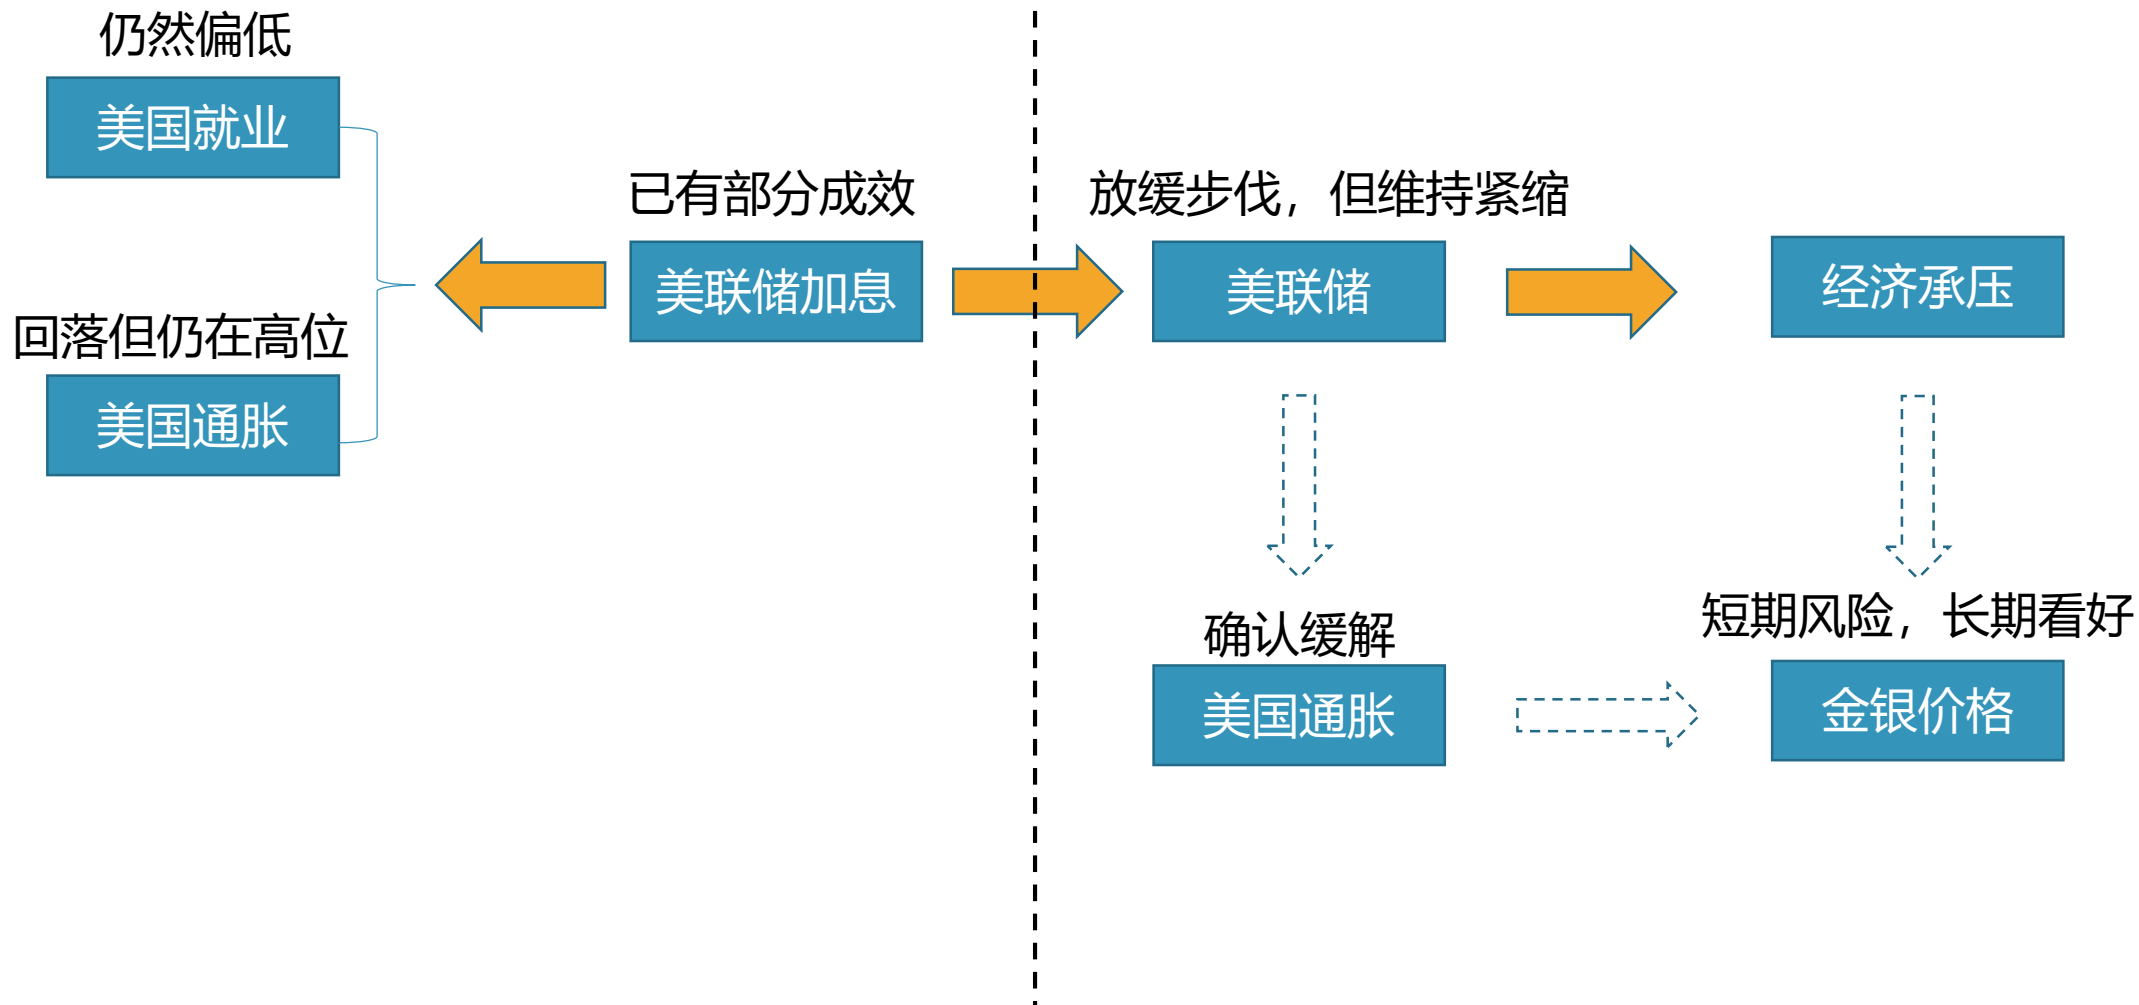 仍然偏低
美国就业
回落但仍在高位
美国通胀
已有部分成效
美联储加息
放缓步伐，但维持紧缩
美联储
经济承压
确认缓解
美国通胀
短期风险，长期看好
金银价格